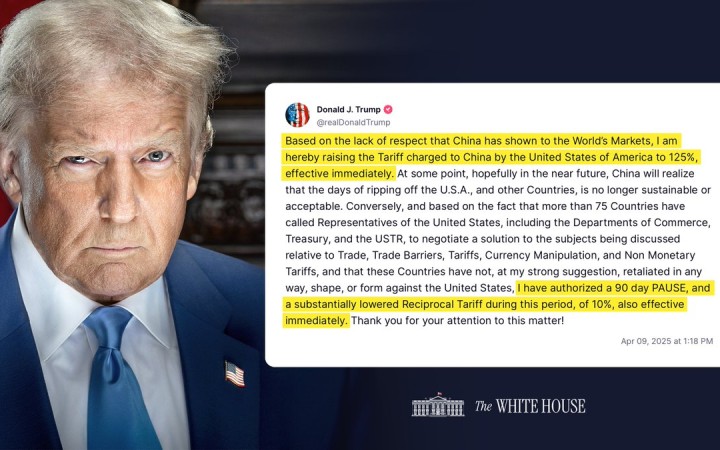 Donald J. Trump
@realDonaldTrump
Based on the lack of respect that China has shown to the World's Markets, I am
hereby raising the Tariff charged to China by the United States of America to 125%,
effective immediately. At some point, hopefully in the near future, China will realize
that the days of ripping off the U.S.A., and other Countries, is no longer sustainable or
acceptable. Conversely, and based on the fact that more than 75 Countries have
called Representatives of the United States, including the Departments of Commerce,
Treasury, and the USTR, to negotiate a solution to the subjects being discussed
relative to Trade, Trade Barriers, Tariffs, Currency Manipulation, and Non Monetary
Tariffs, and that these Countries have not, at my strong suggestion, retaliated in any
way, shape, or form against the United States, I have authorized a 90 day PAUSE, and
a substantially lowered Reciprocal Tariff during this period, of 10%, also effective
immediately. Thank you for your attention to this matter!
Apr 09, 2025 at 1:18 PM
The WHITE HOUSE